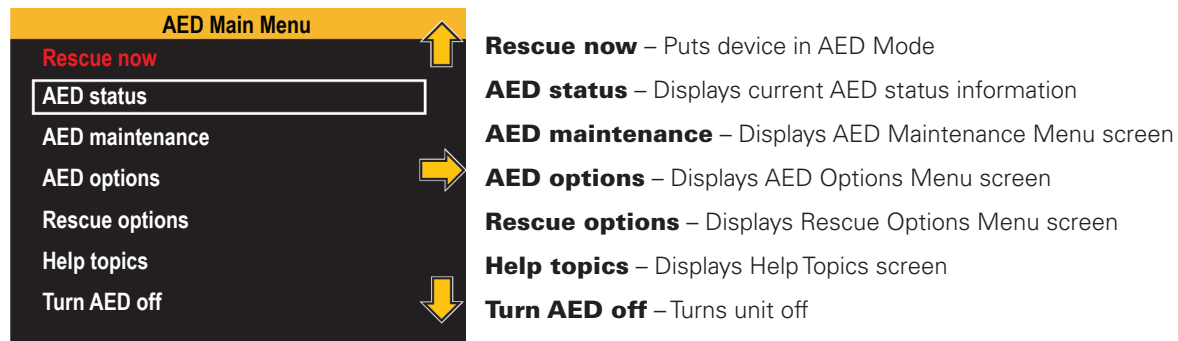 AED Main Menu
Rescue now
AED status
AED maintenance
AED options
Rescue options
Help topics
Turn AED off
Rescue now – Puts device in AED Mode
AED status – Displays current AED status information
AED maintenance – Displays AED Maintenance Menu screen
AED options – Displays AED Options Menu screen
Rescue options – Displays Rescue Options Menu screen
Help topics – Displays Help Topics screen
Turn AED off – Turns unit off